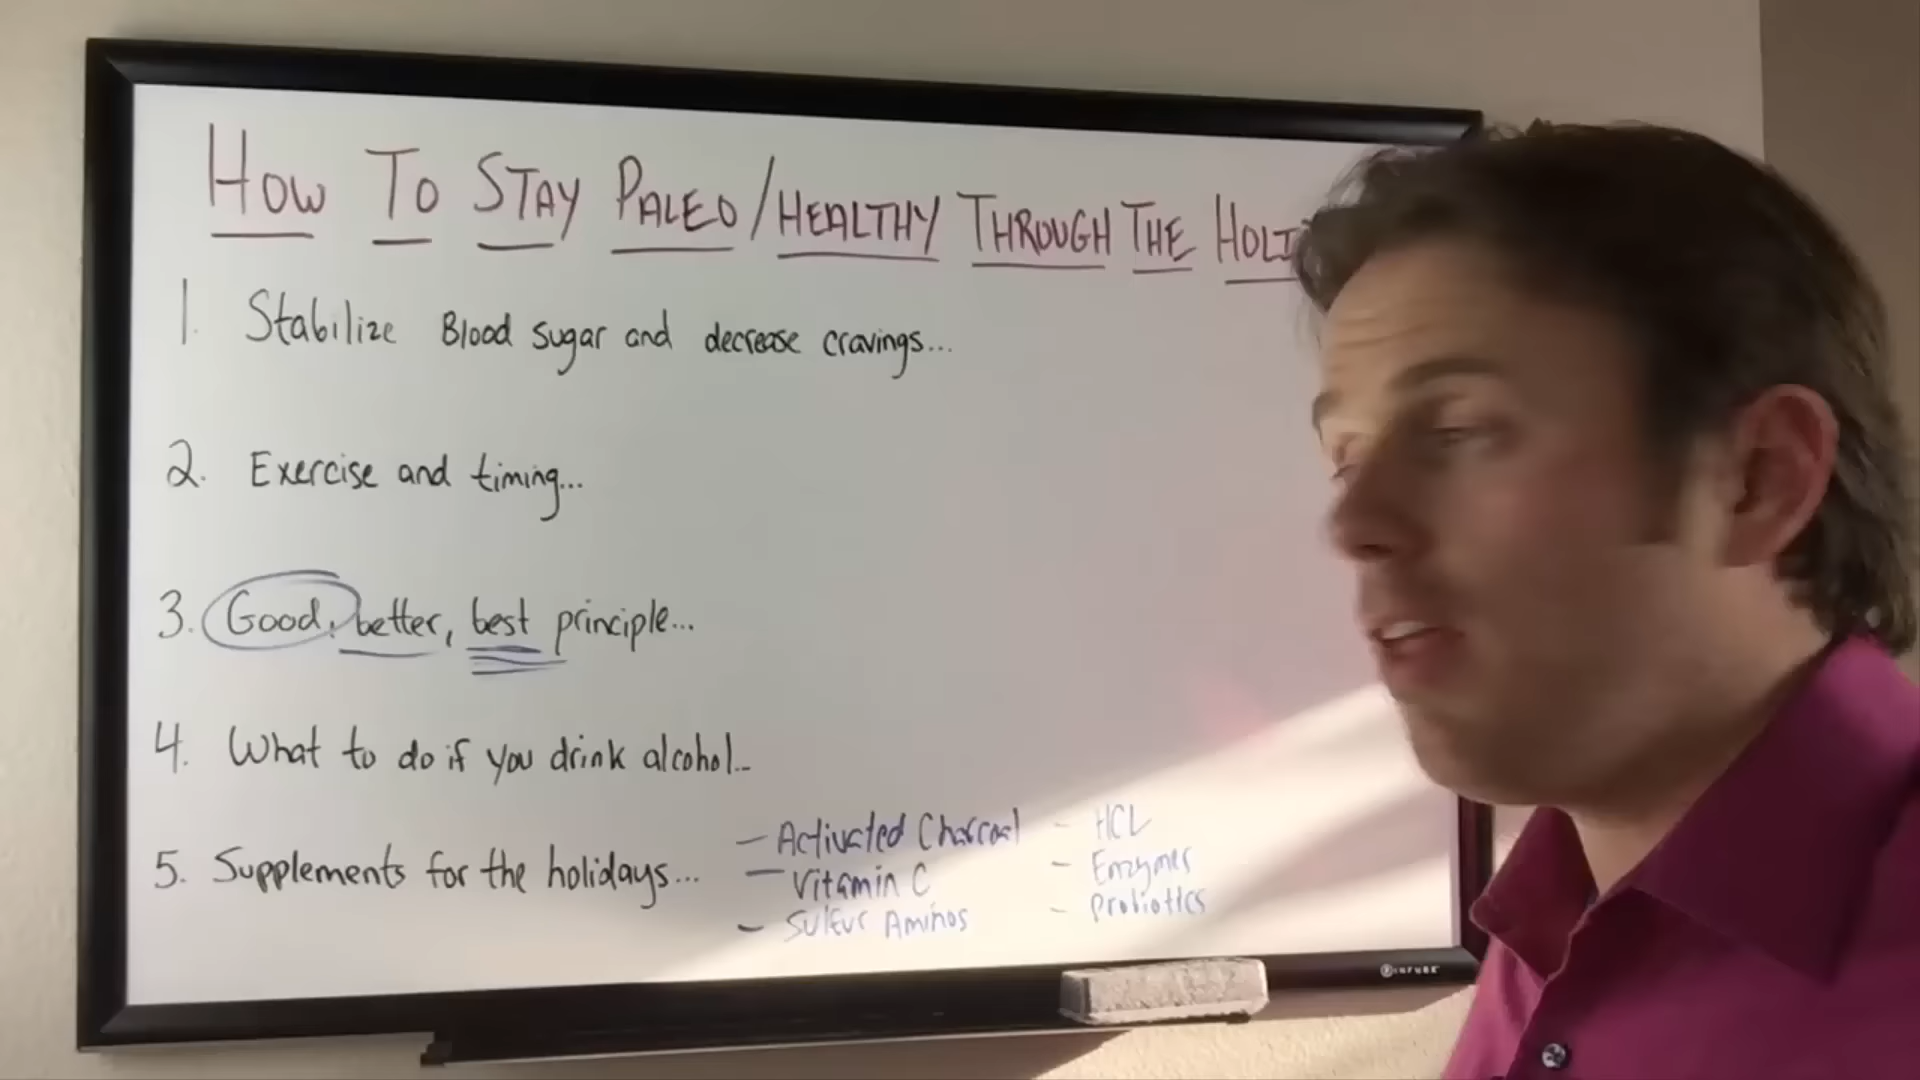 HOW TO STAY PALEO/HEALTHY THROUGH THE HOLI
1. Stabilize Blood sugar and decrease cravings...
2. Exercise and timing...
3. Good, better, best principle...
4. What to do if you drink alcohol...
5. Supplements for the holidays...
- Activated Charcoal
- Vitamin C
- Sulfur Aminos
- HCL
- Enzymes
- Probiotics